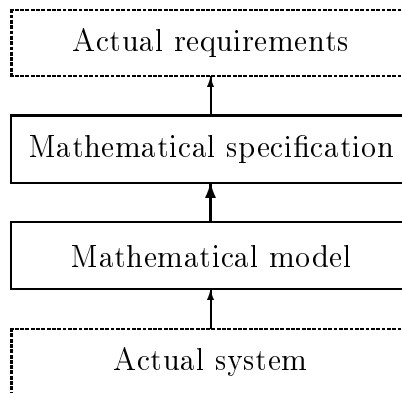 Actual requirements
Mathematical specification
Mathematical model
Actual system